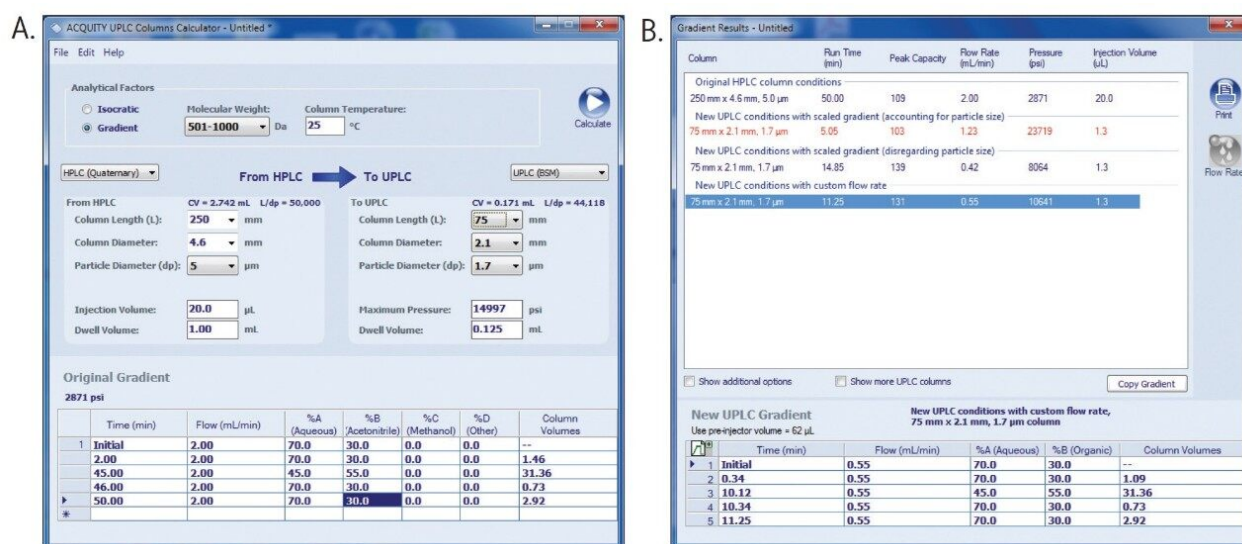 A.
ACQUITY UPLC Columns Calculator - Untitled *
File Edit Help
Analytical Factors
Isocratic
Gradient
Molecular Weight:
501-1000 Da
Column Temperature:
25 °C
Calculate
HPLC (Quaternary)
From HPLC To UPLC
UPLC (BSM)
From HPLC CV = 2.742 mL L/dp = 50,000
Column Length (L): 250 mm
Column Diameter: 4.6 mm
Particle Diameter (dp): 5 µm
Injection Volume: 20.0 µL
Dwell Volume: 1.00 mL
To UPLC CV = 0.171 mL L/dp = 44,118
Column Length (L): 75 mm
Column Diameter: 2.1 mm
Particle Diameter (dp): 1.7 µm
Maximum Pressure: 14997 psi
Dwell Volume: 0.125 mL
Original Gradient
2871 psi
Time (min) Flow (mL/min) %A (Aqueous) %B (Acetonitrile) %C (Methanol) %D (Other) Column Volumes
1 Initial 2.00 70.0 30.0 0.0 0.0 --
2.00 2.00 70.0 30.0 0.0 0.0 1.46
45.00 2.00 45.0 55.0 0.0 0.0 31.36
46.00 2.00 70.0 30.0 0.0 0.0 0.73
50.00 2.00 70.0 30.0 0.0 0.0 2.92
*
B.
Gradient Results - Untitled
Column Run Time (min) Peak Capacity Flow Rate (mL/min) Pressure (psi) Injection Volume (µL)
Original HPLC column conditions
250 mm x 4.6 mm, 5.0 µm 50.00 109 2.00 2871 20.0
New UPLC conditions with scaled gradient (accounting for particle size)
75 mm x 2.1 mm, 1.7 µm 5.05 103 1.23 23719 1.3
New UPLC conditions with scaled gradient (disregarding particle size)
75 mm x 2.1 mm, 1.7 µm 14.85 139 0.42 8064 1.3
New UPLC conditions with custom flow rate
75 mm x 2.1 mm, 1.7 µm 11.25 131 0.55 10641 1.3
Print
Flow Rate
Show additional options
Show more UPLC columns
Copy Gradient
New UPLC Gradient
Use pre-injector volume = 62 µL
New UPLC conditions with custom flow rate,
75 mm x 2.1 mm, 1.7 µm column
Time (min) Flow (mL/min) %A (Aqueous) %B (Organic) Column Volumes
1 Initial 0.55 70.0 30.0 --
2 0.34 0.55 70.0 30.0 1.09
3 10.12 0.55 45.0 55.0 31.36
4 10.34 0.55 70.0 30.0 0.73
5 11.25 0.55 70.0 30.0 2.92